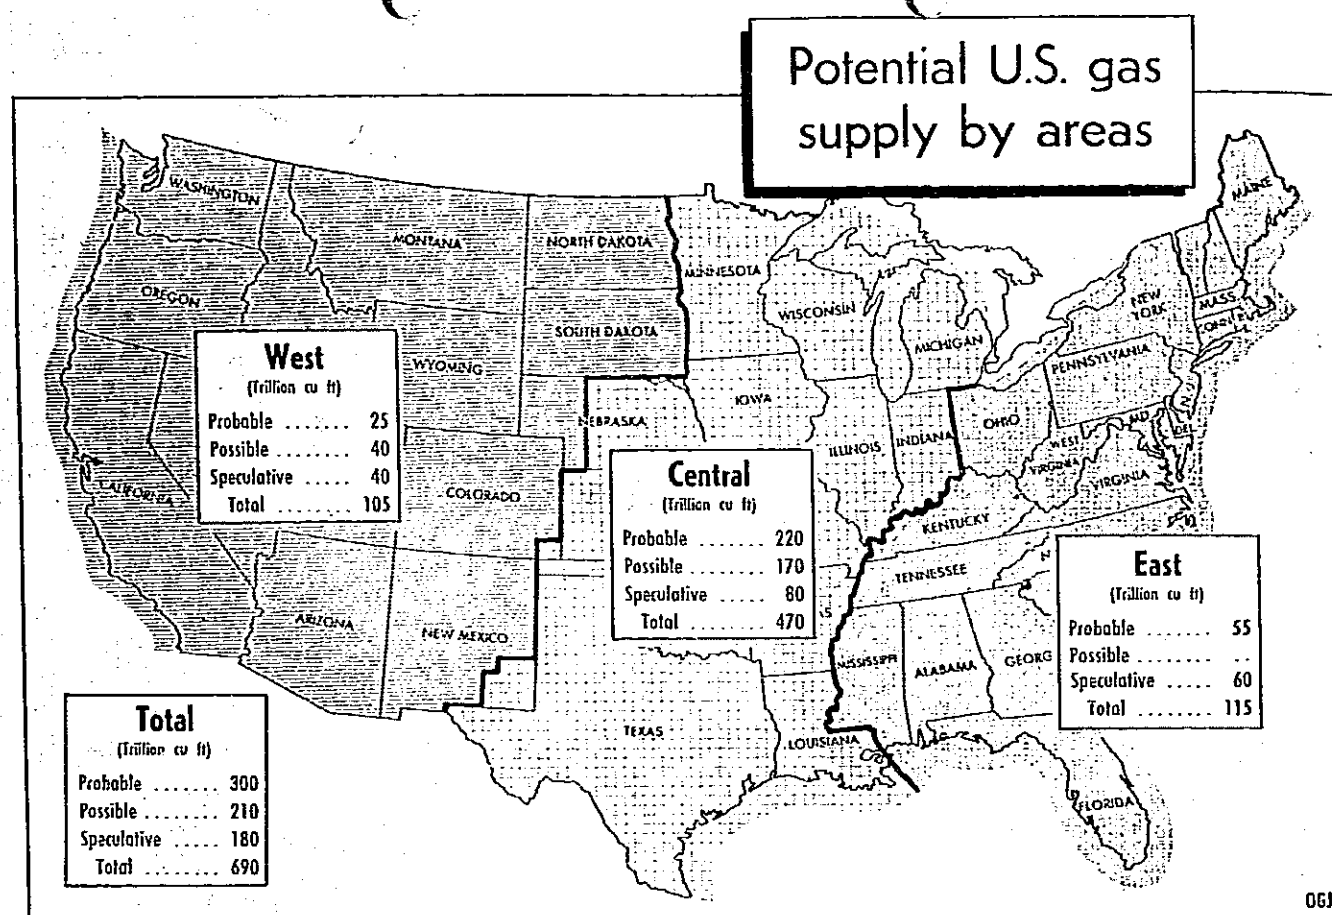 Potential U.S. gas
supply by areas
WASHINGTON
MONTANA
NORTH DAKOTA
MINNESOTA
MAINE
OREGON
SOUTH DAKOTA
WISCONSIN
MICHIGAN
NEW
YORK
MASS.
CONN.
WYOMING
PENNSYLVANIA
NEBRASKA
IOWA
ILLINOIS
INDIANA
OHIO
MD.
DEL.
WEST
VIRGINIA
VIRGINIA
CALIFORNIA
COLORADO
KENTUCKY
TENNESSEE
ARIZONA
NEW MEXICO
MISSISSIPPI
ALABAMA
GEORG
TEXAS
LOUISIANA
FLORIDA
West
(Trillion cu ft)
Probable ....... 25
Possible ........ 40
Speculative ..... 40
Total ........ 105
Central
(Trillion cu ft)
Probable ....... 220
Possible ........ 170
Speculative ..... 80
Total ........ 470
East
(Trillion cu ft)
Probable ....... 55
Possible ........ ..
Speculative ..... 60
Total ........ 115
Total
(Trillion cu ft)
Probable ....... 300
Possible ........ 210
Speculative ..... 180
Total ........ 690
OGJ